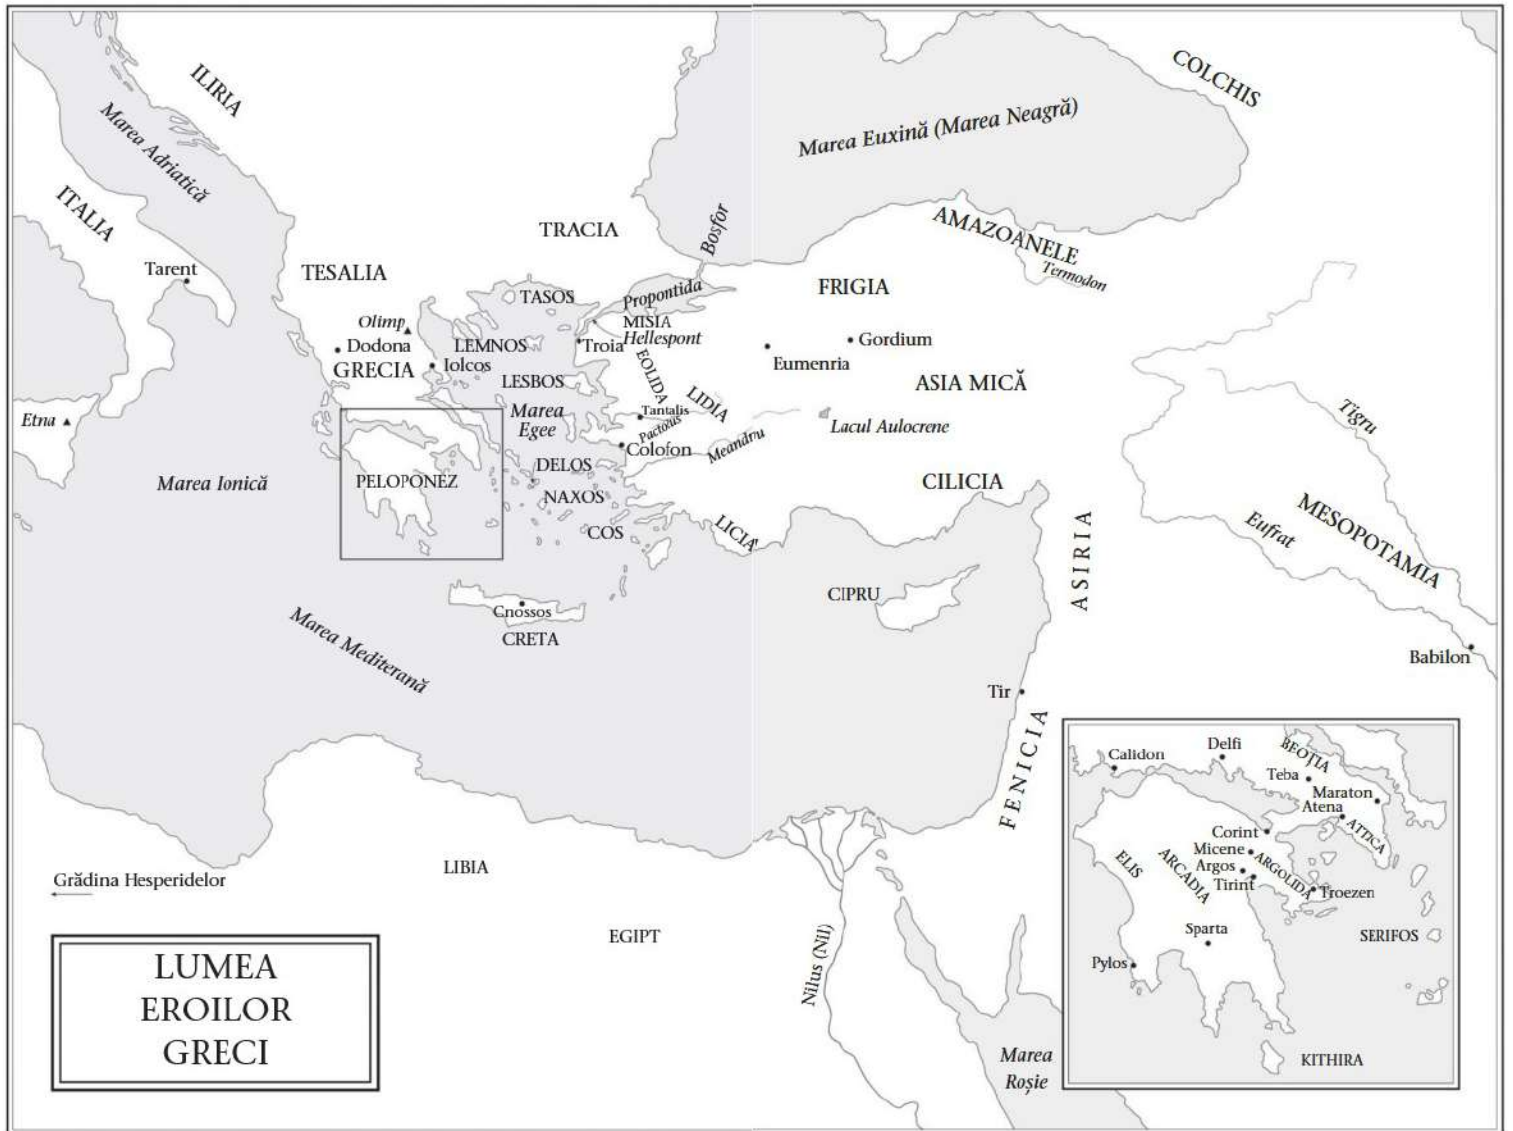 COLCHIS
ILIRIA
Marea Adriatică
Marea Euxină (Marea Neagră)
ITALIA
TRACIA
Bosfor
AMAZOANELE
Termodon
Tarent
TESALIA
TASOS
Propontida
FRIGIA
Olimp
MISIA
Hellespont
Dodona
LEMNOS
Troia
Gordium
GRECIA
Iolcos
Eumenria
EOLIDA
LESBOS
ASIA MICĂ
LIDIA
Tantalis
Marea
Egee
Pactolus
Etna
Lacul Aulocrene
Tigru
Colofon
Meandru
DELOS
PELOPONEZ
Marea Ionică
CILICIA
NAXOS
COS
LICIA
MESOPOTAMIA
Eufrat
ASIRIA
CIPRU
Cnossos
CRETA
Marea Mediterană
Babilon
Tir
FENICIA
LIBIA
Grădina Hesperidelor
EGIPT
Nilus (Nil)
Marea
Roșie
LUMEA
EROILOR
GRECI
Calidon
Delfi
BEOȚIA
Teba
Maraton
Atena
ATTICA
Corint
Micene
Argos
ARGOLIDA
Tirint
Troezen
ELIS
ARCADIA
Sparta
SERIFOS
Pylos
KITHIRA